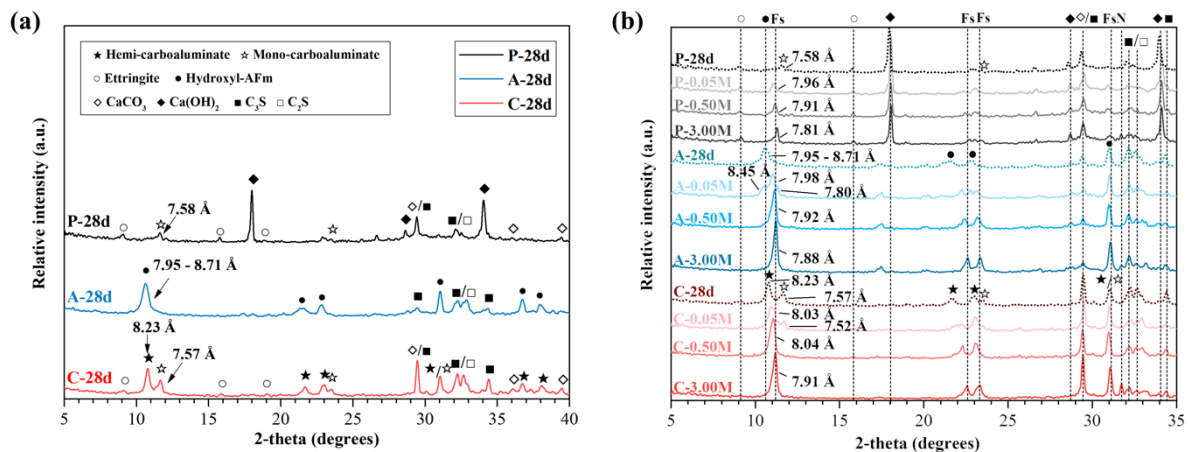 (a)
★ Hemi-carboaluminate ☆ Mono-carboaluminate
○ Ettringite ● Hydroxyl-AFm
◇ CaCO₃ ◆ Ca(OH)₂ ■ C₃S □ C₂S
P-28d
A-28d
C-28d
Relative intensity (a.u.)
P-28d
7.58 Å
◇/■
■/□
A-28d
7.95 - 8.71 Å
■/□
C-28d
8.23 Å
7.57 Å
◇/■
■/□
★/☆
5 10 15 20 25 30 35 40
2-theta (degrees)
(b)
○ ● Fs ○ ◆ Fs Fs ◆ ◇/■ FsN ◆ ■
■/□
Relative intensity (a.u.)
P-28d
7.58 Å
P-0.05M
7.96 Å
P-0.50M
7.91 Å
P-3.00M
7.81 Å
A-28d
7.95 - 8.71 Å
8.45 Å
7.98 Å
A-0.05M
7.80 Å
A-0.50M
7.92 Å
A-3.00M
7.88 Å
C-28d
8.23 Å
7.57 Å
★/☆
C-0.05M
8.03 Å
7.52 Å
C-0.50M
8.04 Å
C-3.00M
7.91 Å
5 10 15 20 25 30 35
2-theta (degrees)